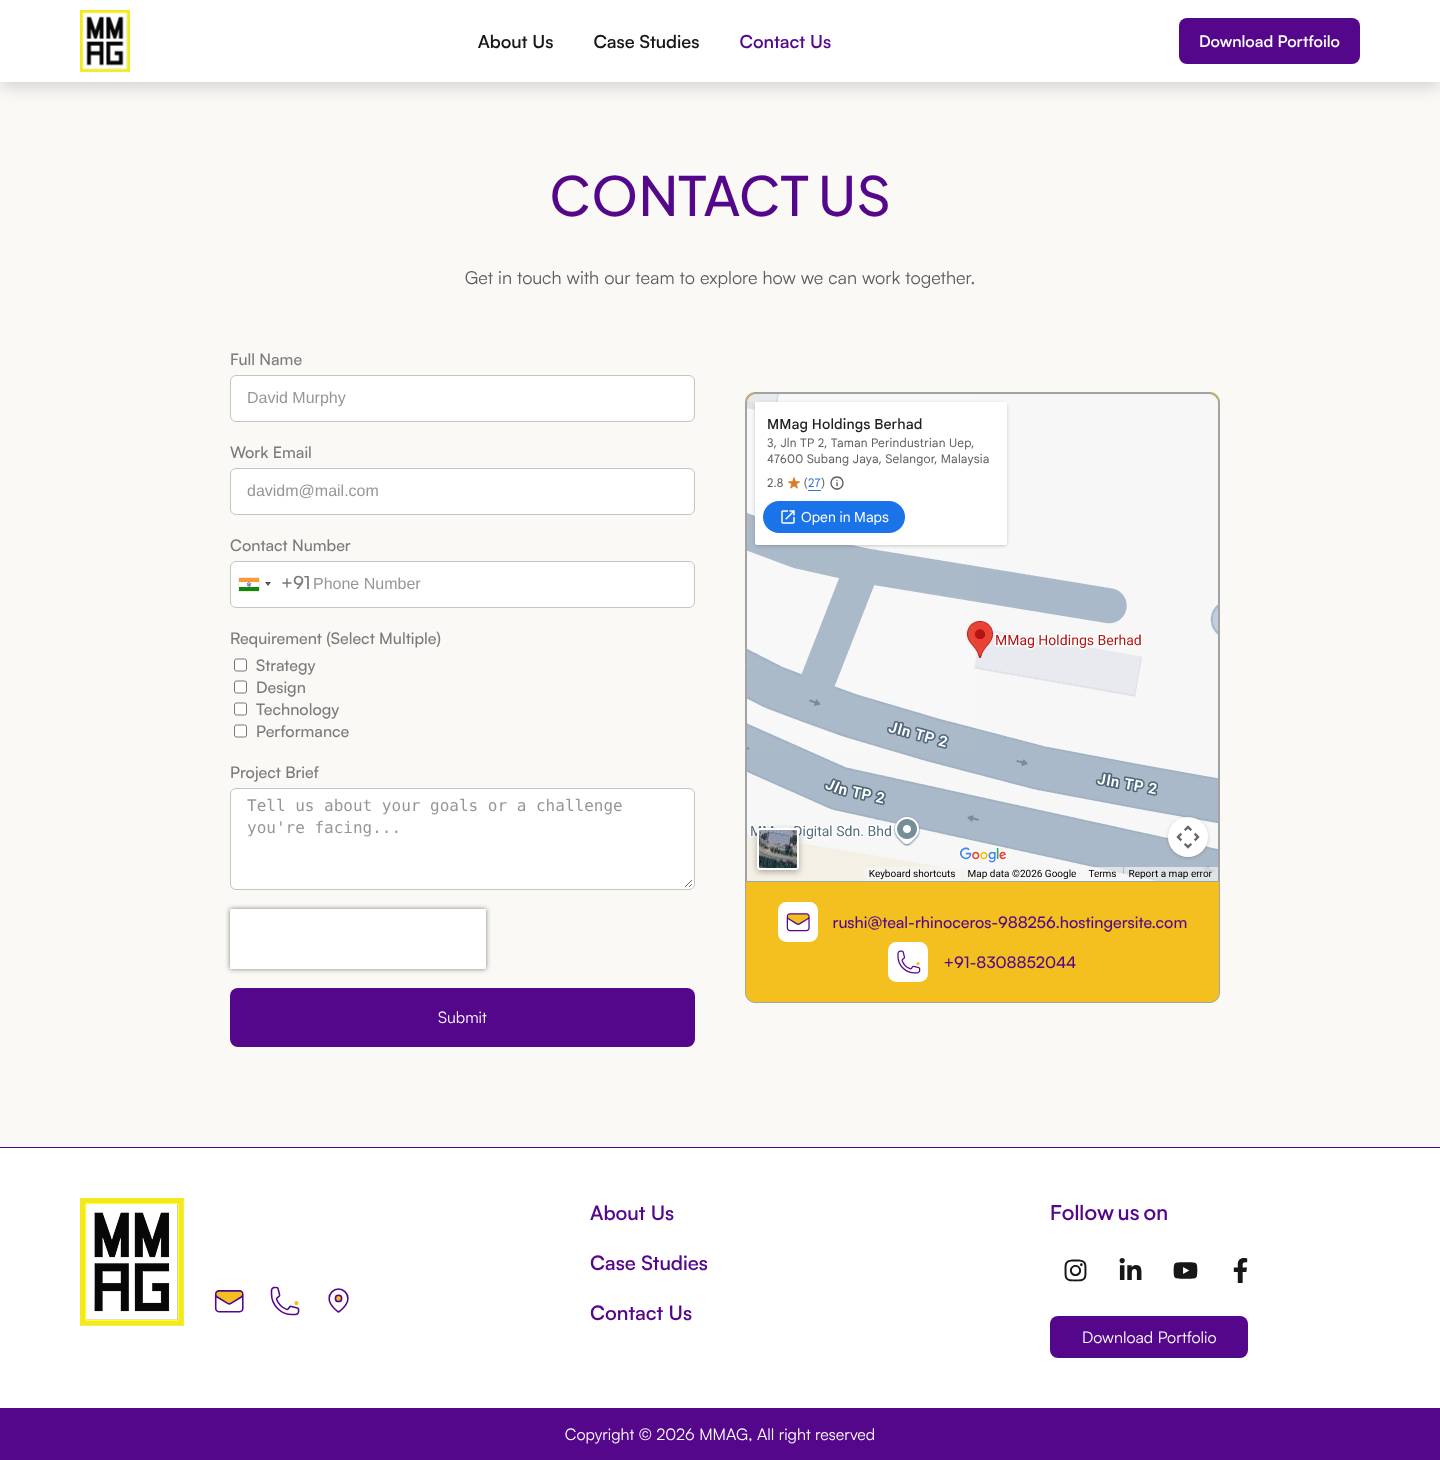 MM
AG
About Us
Case Studies
Contact Us
Download Portfoilo
CONTACT US
Get in touch with our team to explore how we can work together.
Full Name
David Murphy
Work Email
davidm@mail.com
Contact Number
+91 Phone Number
Requirement (Select Multiple)
Strategy
Design
Technology
Performance
Project Brief
Tell us about your goals or a challenge
you're facing...
Submit
MMag Holdings Berhad
3, Jln TP 2, Taman Perindustrian Uep,
47600 Subang Jaya, Selangor, Malaysia
2.8 (27)
Open in Maps
MMag Holdings Berhad
Jln TP 2
Jln TP 2
Jln TP 2
Digital Sdn. Bhd
Google
Keyboard shortcuts
Map data ©2026 Google
Terms
Report a map error
rushi@teal-rhinoceros-988256.hostingersite.com
+91-8308852044
MM
AG
About Us
Case Studies
Contact Us
Follow us on
Download Portfolio
Copyright © 2026 MMAG, All right reserved